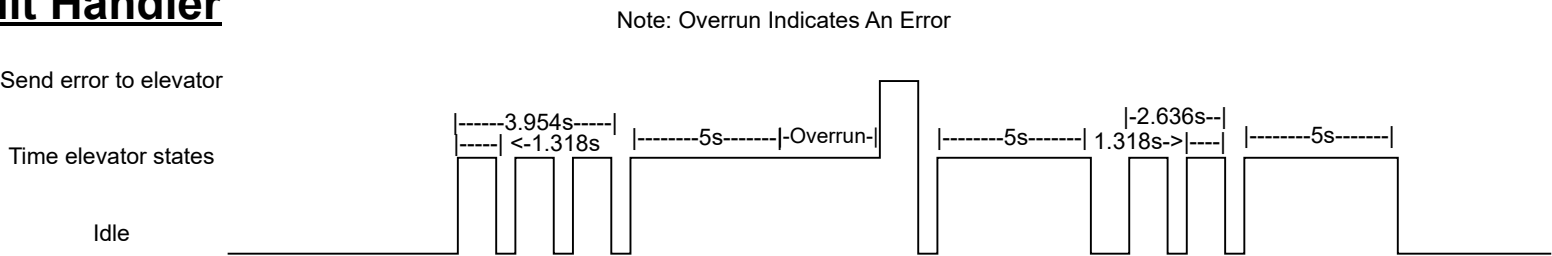 Handler
Note: Overrun Indicates An Error
Send error to elevator
|------3.954s-----|
|-----| <-1.318s
|--------5s-------|-Overrun-|
|--------5s-------|
|-2.636s--|
1.318s->|----|
|--------5s-------|
Time elevator states
Idle